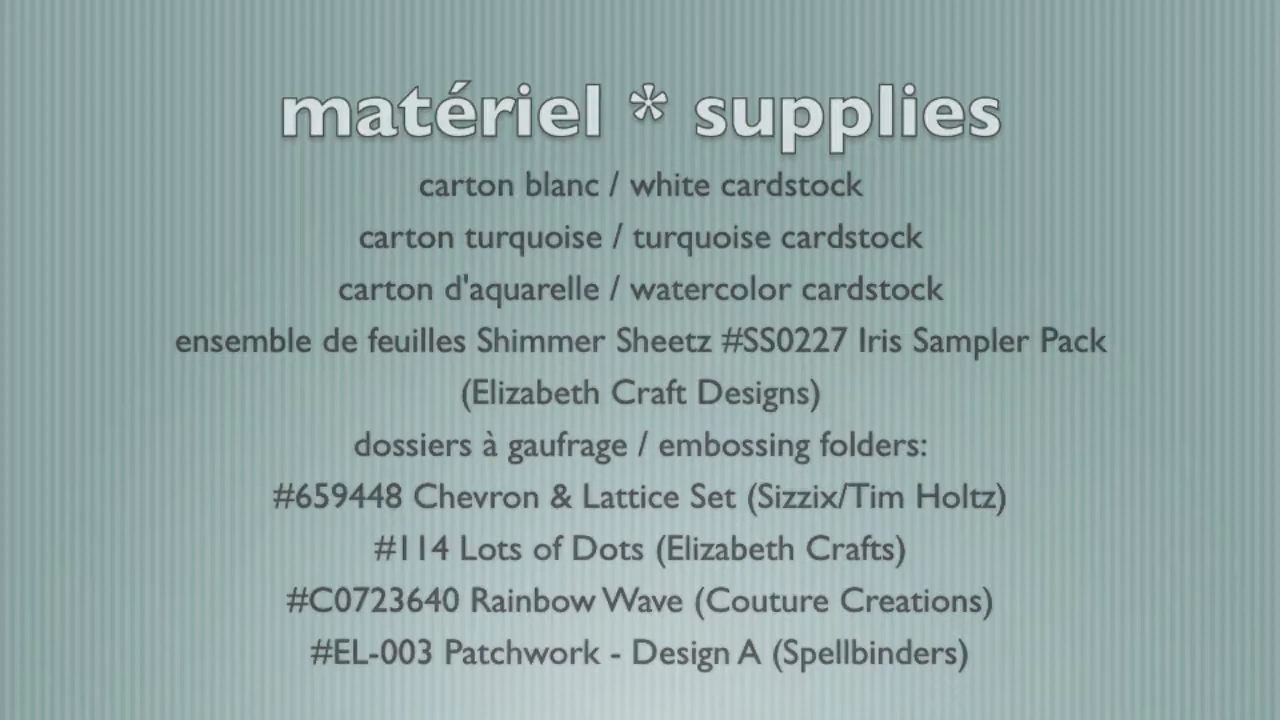 matériel * supplies
carton blanc / white cardstock
carton turquoise / turquoise cardstock
carton d'aquarelle / watercolor cardstock
ensemble de feuilles Shimmer Sheetz #SS0227 Iris Sampler Pack
(Elizabeth Craft Designs)
dossiers à gaufrage / embossing folders:
#659448 Chevron & Lattice Set (Sizzix/Tim Holtz)
#114 Lots of Dots (Elizabeth Crafts)
#C0723640 Rainbow Wave (Couture Creations)
#EL-003 Patchwork - Design A (Spellbinders)